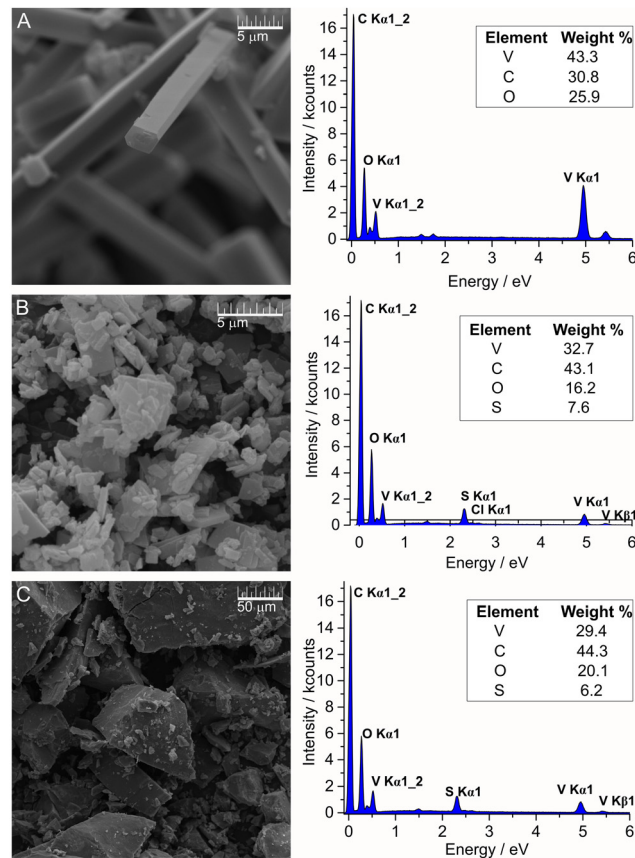 A
5 μm
Intensity / kcounts
16
14
12
10
8
6
4
2
0
C Kα1_2
O Kα1
V Kα1_2
V Kα1
Element Weight %
V 43.3
C 30.8
O 25.9
0 1 2 3 4 5 6
Energy / eV
B
5 μm
Intensity / kcounts
16
14
12
10
8
6
4
2
0
C Kα1_2
O Kα1
V Kα1_2
S Kα1
Cl Kα1
V Kα1
V Kβ1
Element Weight %
V 32.7
C 43.1
O 16.2
S 7.6
0 1 2 3 4 5 6
Energy / eV
C
50 μm
Intensity / kcounts
16
14
12
10
8
6
4
2
0
C Kα1_2
O Kα1
V Kα1_2
S Kα1
V Kα1
V Kβ1
Element Weight %
V 29.4
C 44.3
O 20.1
S 6.2
0 1 2 3 4 5 6
Energy / eV